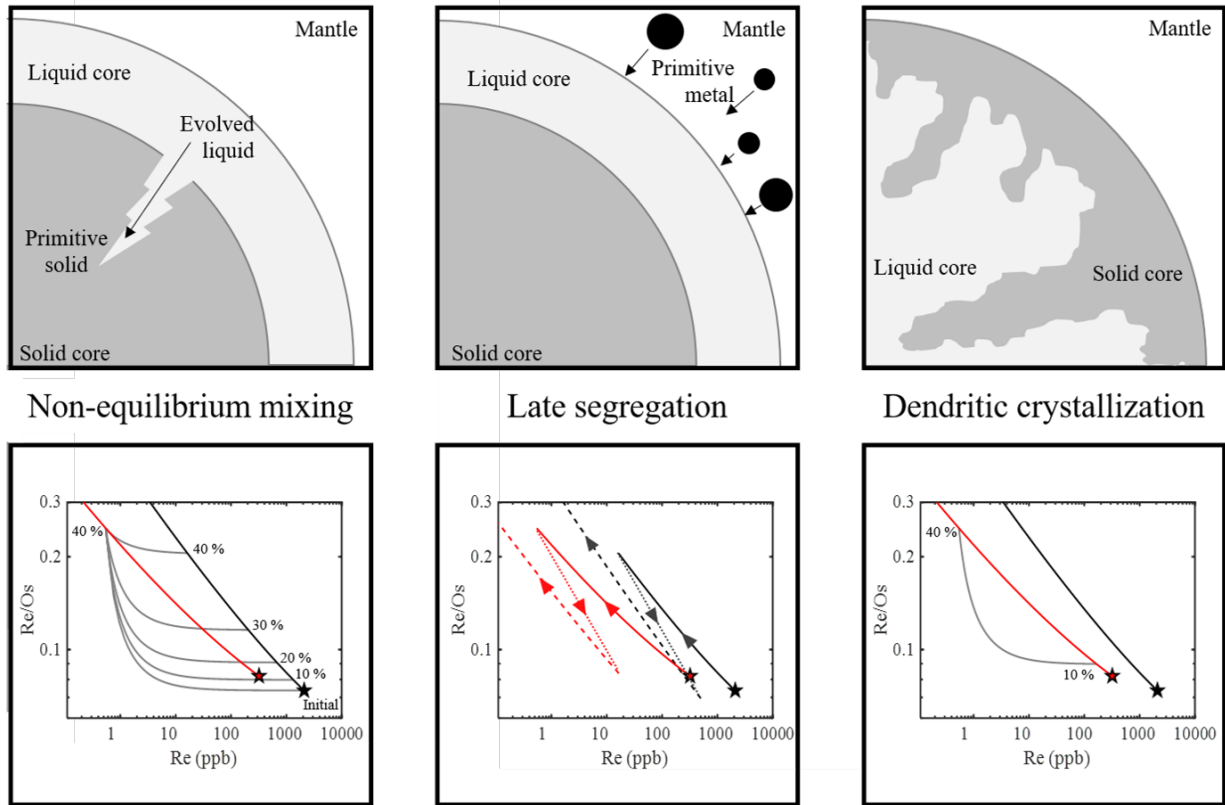 Mantle
Liquid core
Evolved
liquid
Primitive
solid
Solid core
Mantle
Liquid core
Primitive
metal
Solid core
Mantle
Liquid core
Solid core
Non-equilibrium mixing
Late segregation
Dendritic crystallization
0.3
0.2
0.1
Re/Os
40 %
40 %
30 %
20 %
10 %
Initial
1
10
100
1000
10000
Re (ppb)
0.3
0.2
0.1
Re/Os
1
10
100
1000
10000
Re (ppb)
0.3
0.2
0.1
Re/Os
40 %
10 %
1
10
100
1000
10000
Re (ppb)